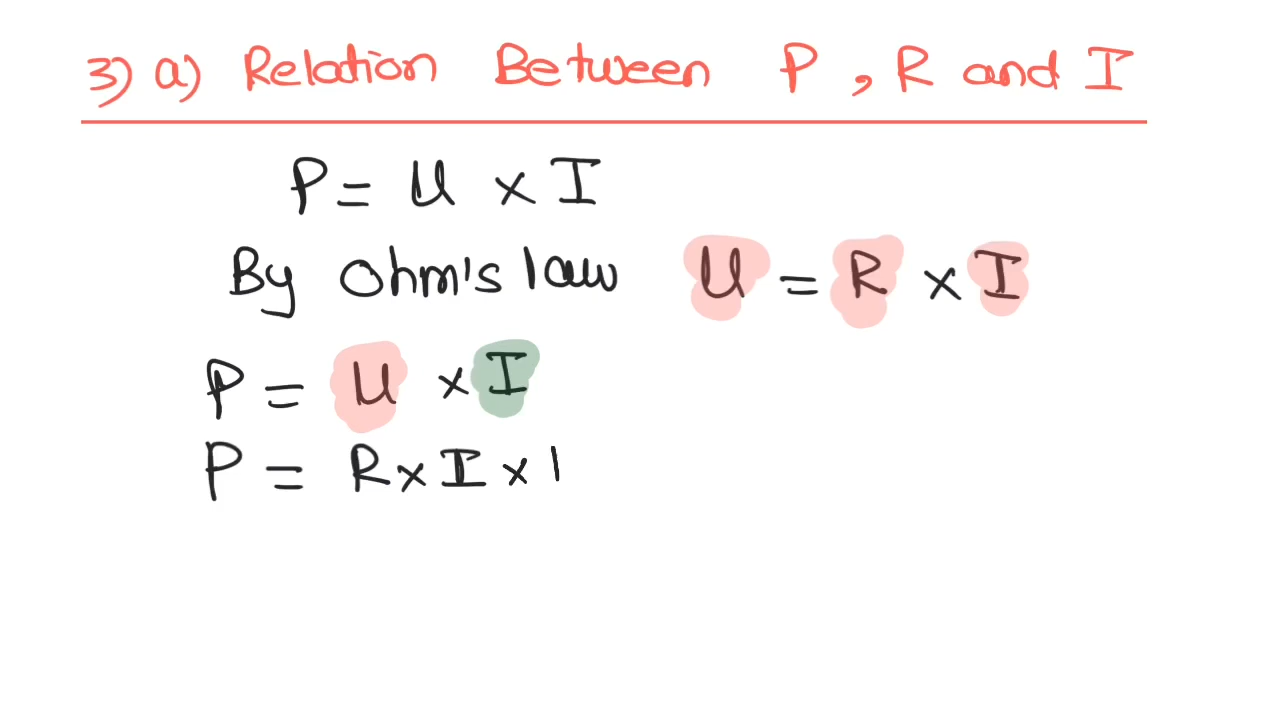 3) a) Relation Between P, R and I
P = U × I
By Ohm's law U = R × I
P = U × I
P = R × I × I